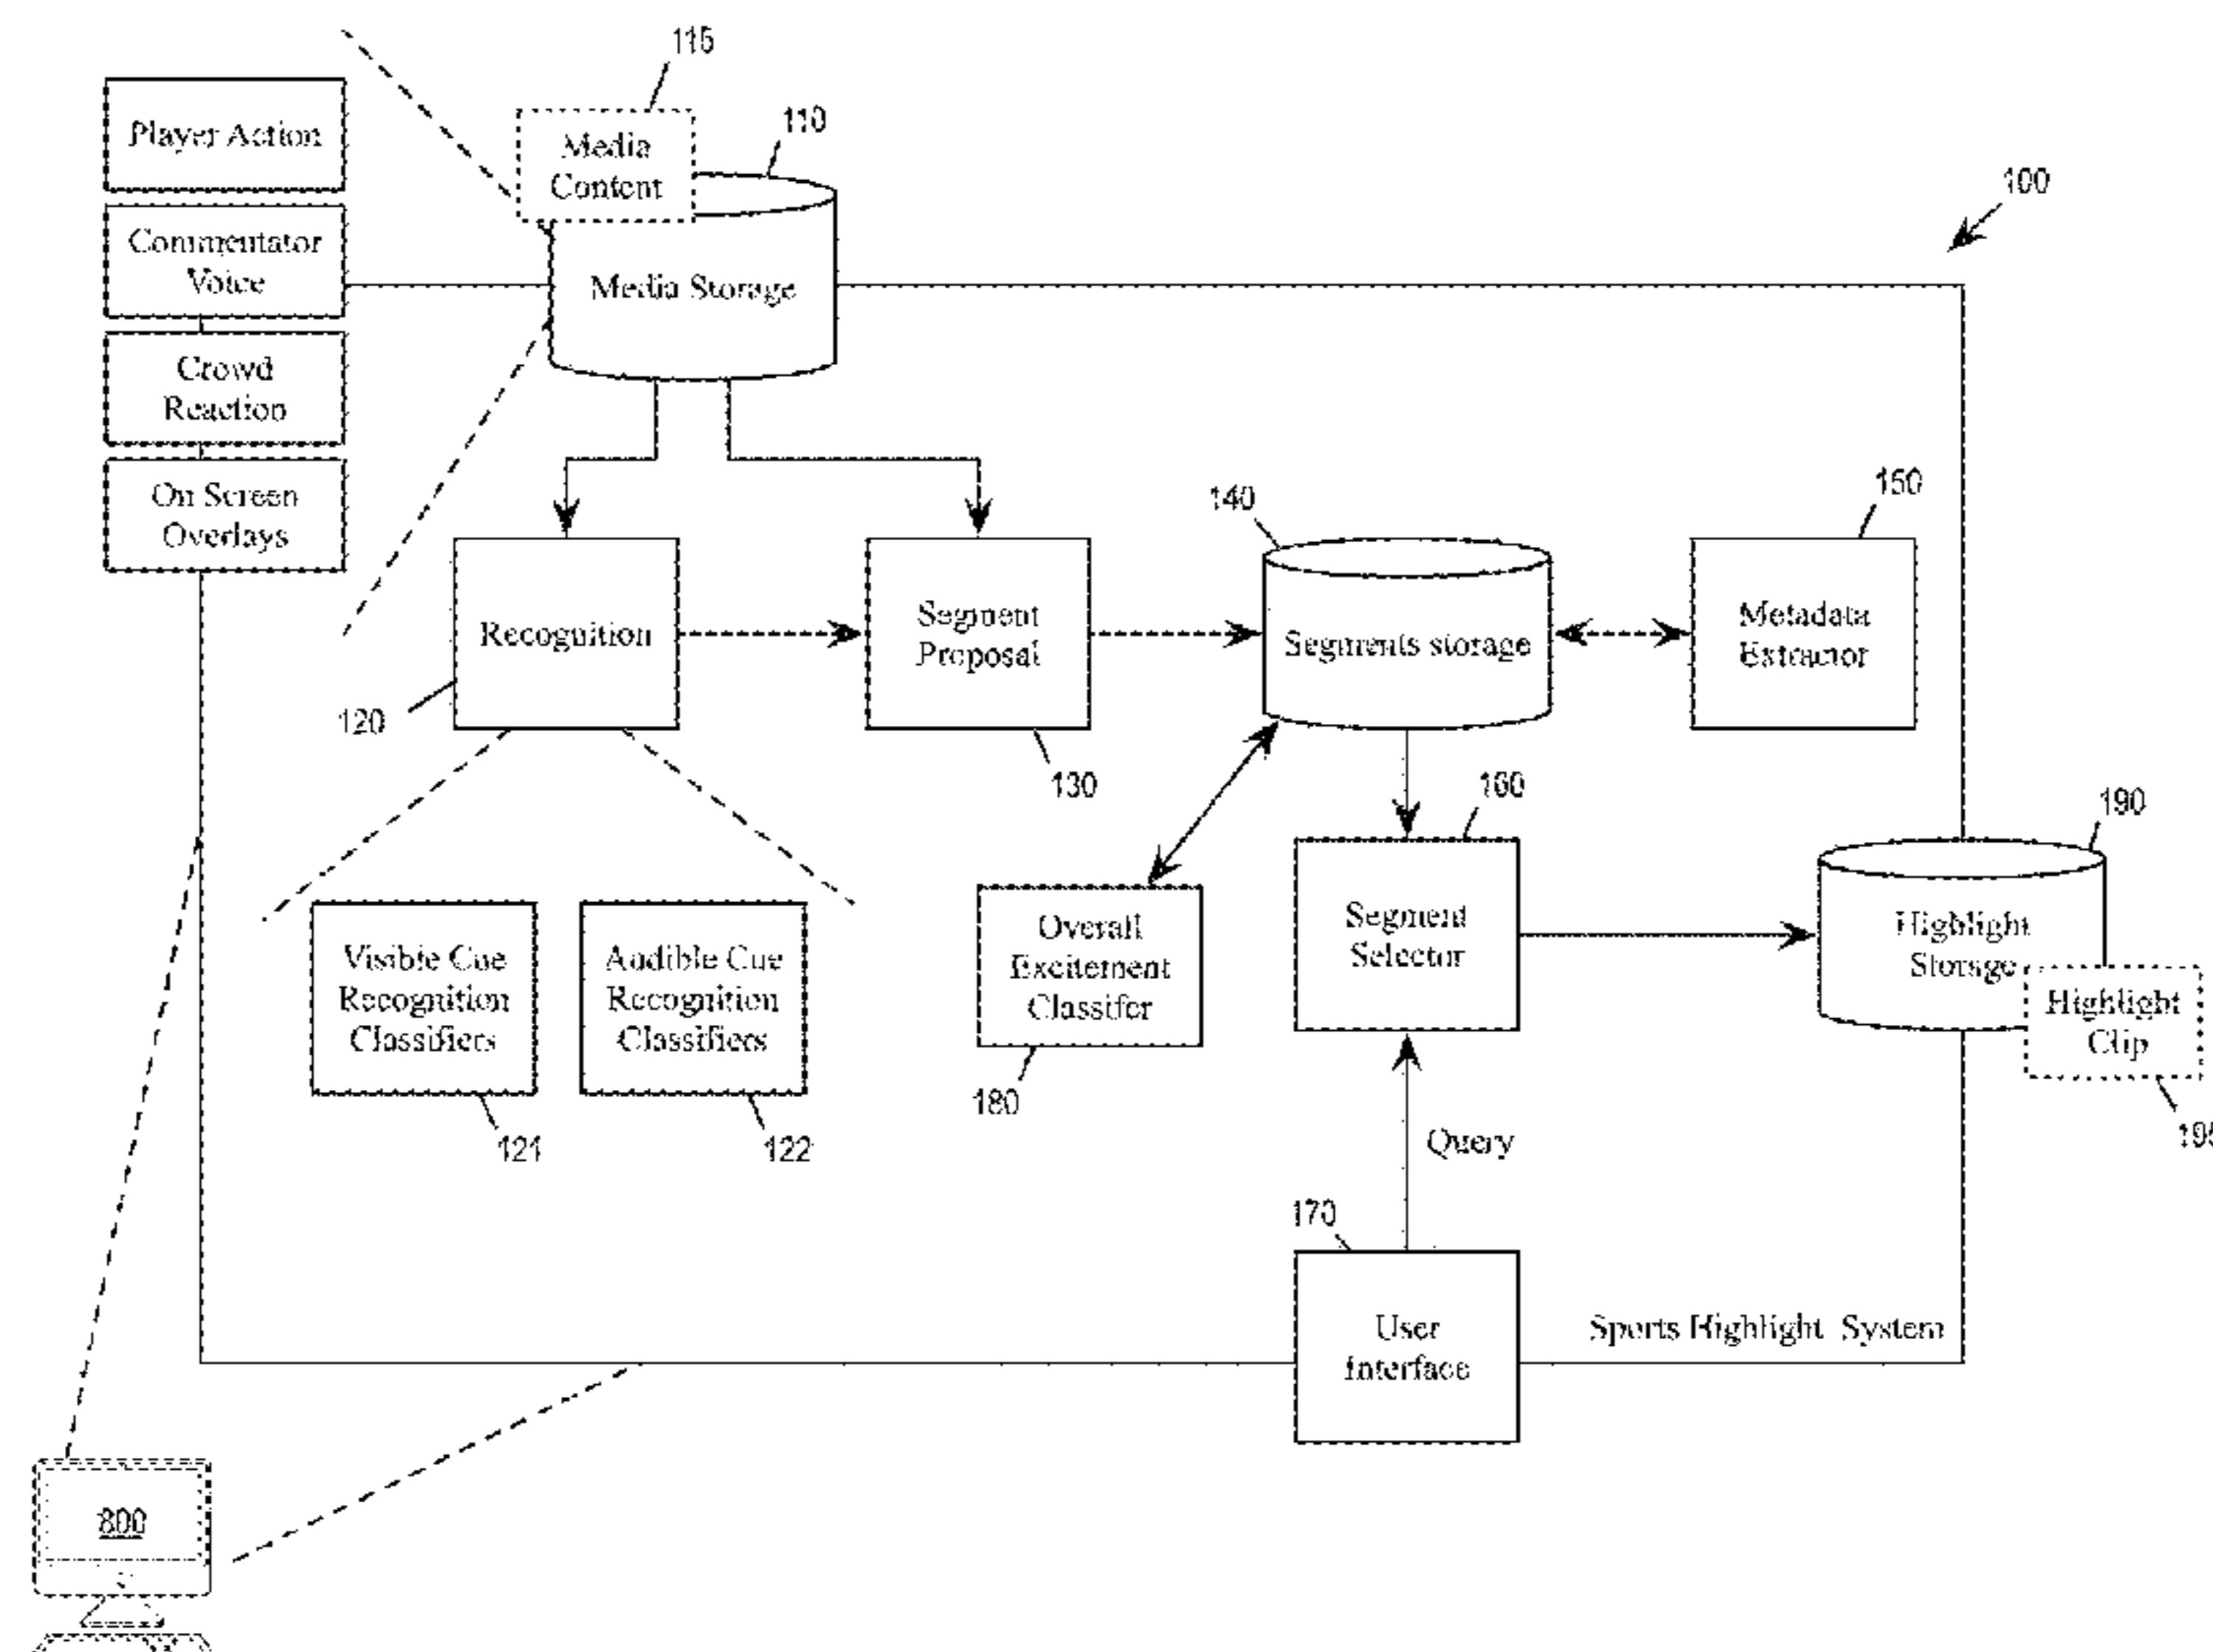 115
Player Action
Media
Content
110
100
Commentator
Voice
Media Storage
Crowd
Reaction
On Screen
Overlays
140
150
Recognition
Segment
Proposal
Segments storage
Metadata
Extractor
120
130
160
190
Visible Cue
Recognition
Classifiers
Audible Cue
Recognition
Classifiers
Overall
Excitement
Classifer
Segment
Selector
Highlight
Storage
Highlight
Clip
121
122
180
195
Query
170
User
Interface
Sports Highlight System
800